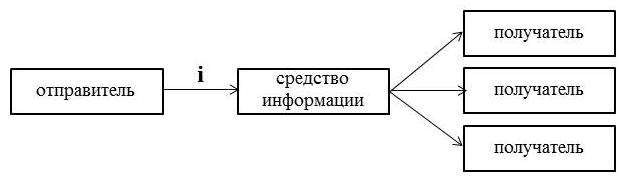 отправитель
i
средство
информации
получатель
получатель
получатель